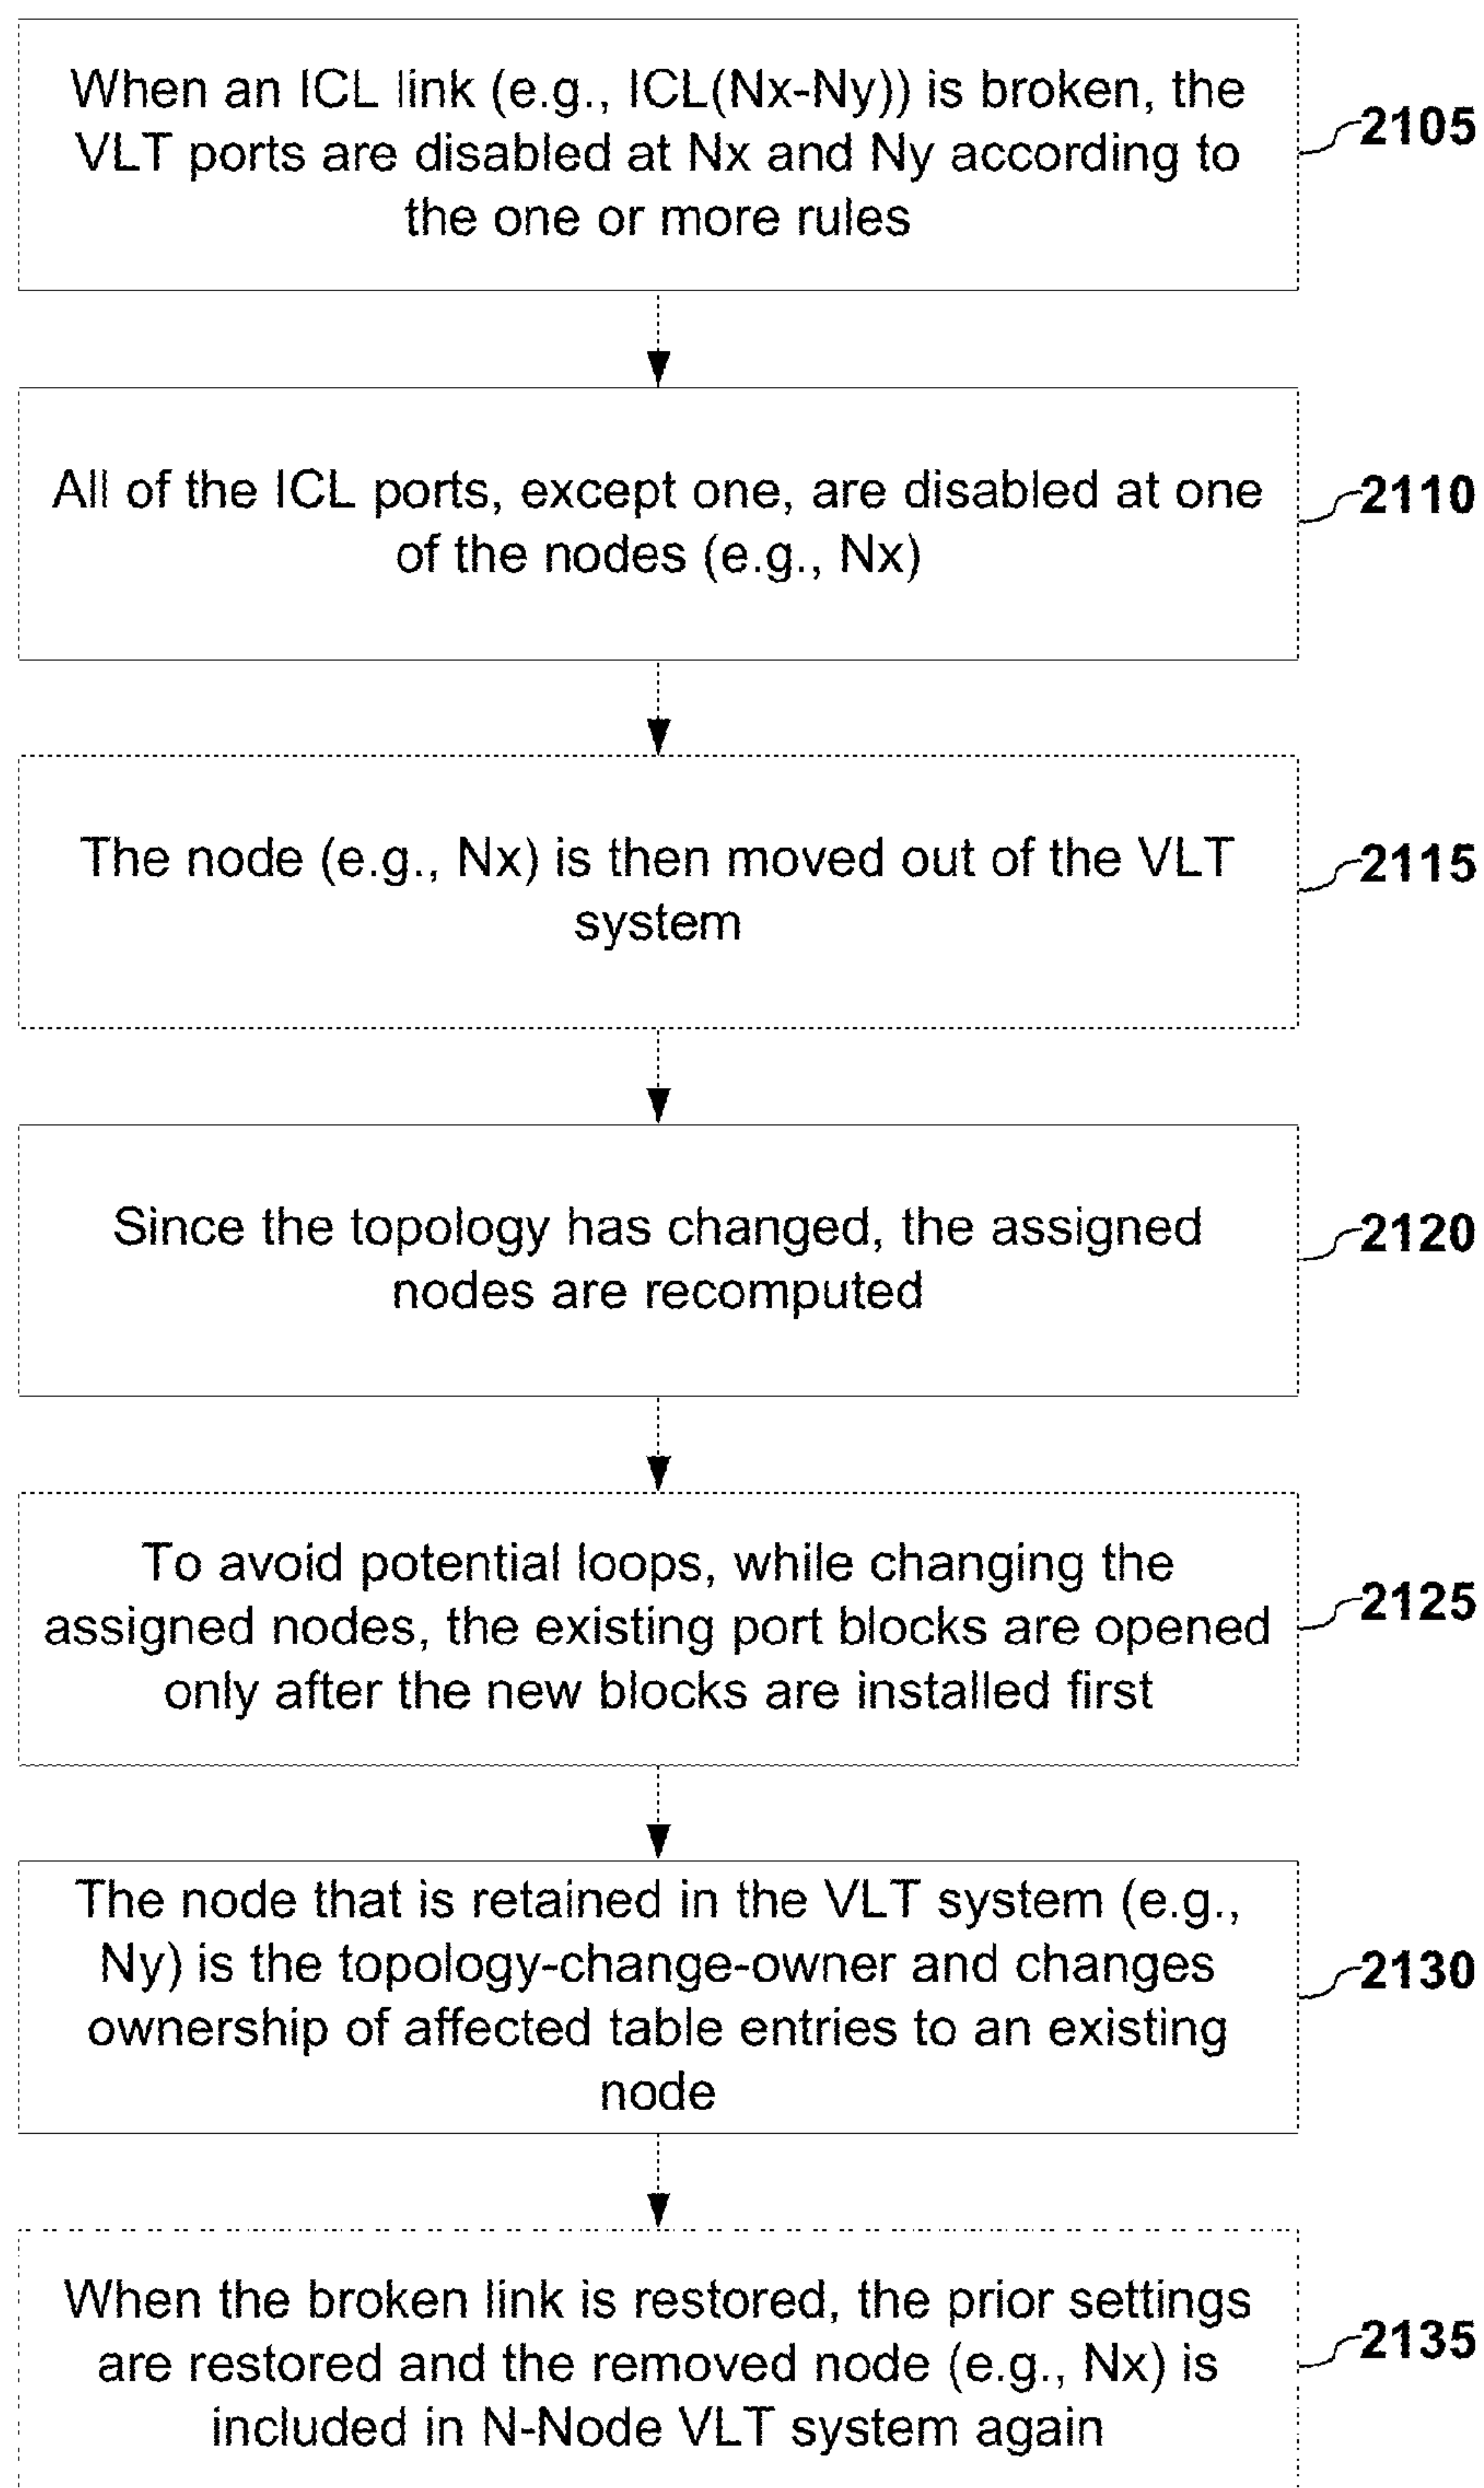 When an ICL link (e.g., ICL(Nx-Ny)) is broken, the
VLT ports are disabled at Nx and Ny according to
the one or more rules
2105
All of the ICL ports, except one, are disabled at one
of the nodes (e.g., Nx)
2110
The node (e.g., Nx) is then moved out of the VLT
system
2115
Since the topology has changed, the assigned
nodes are recomputed
2120
To avoid potential loops, while changing the
assigned nodes, the existing port blocks are opened
only after the new blocks are installed first
2125
The node that is retained in the VLT system (e.g.,
Ny) is the topology-change-owner and changes
ownership of affected table entries to an existing
node
2130
When the broken link is restored, the prior settings
are restored and the removed node (e.g., Nx) is
included in N-Node VLT system again
2135